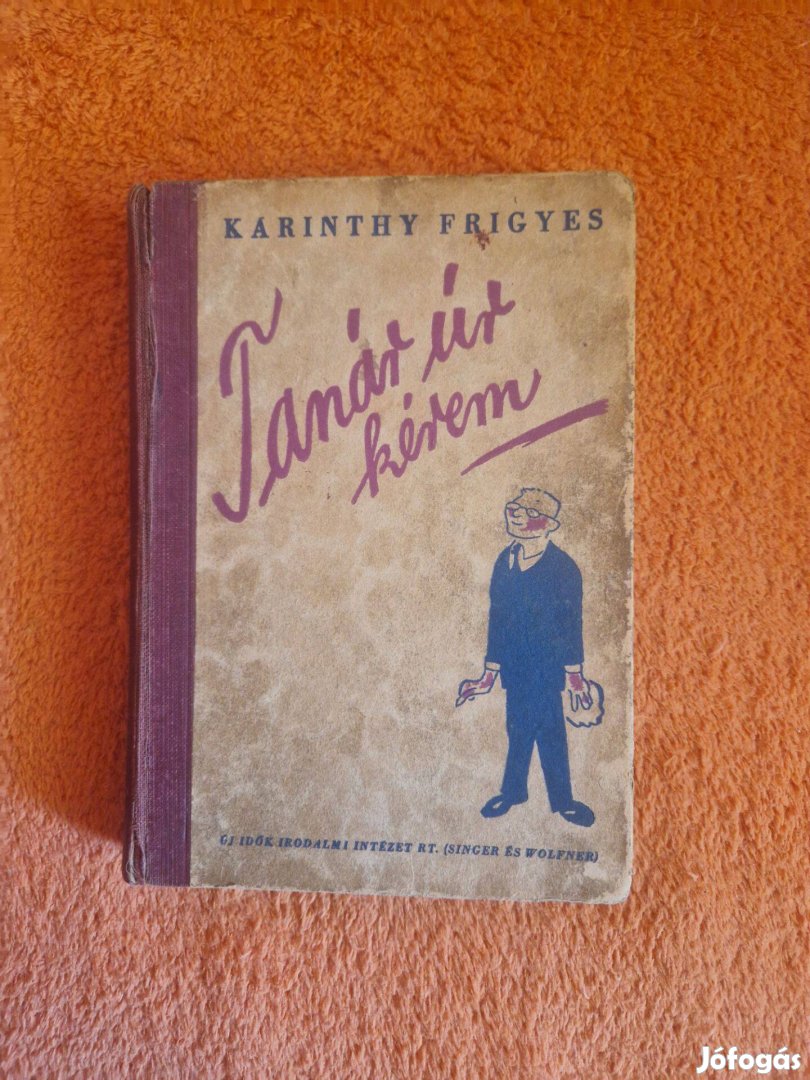 KARINTHY FRIGYES
Tanár úr
kérem
ÚJ IDŐK IRODALMI INTÉZET RT. (SINGER ÉS WOLFNER)
Jófogás